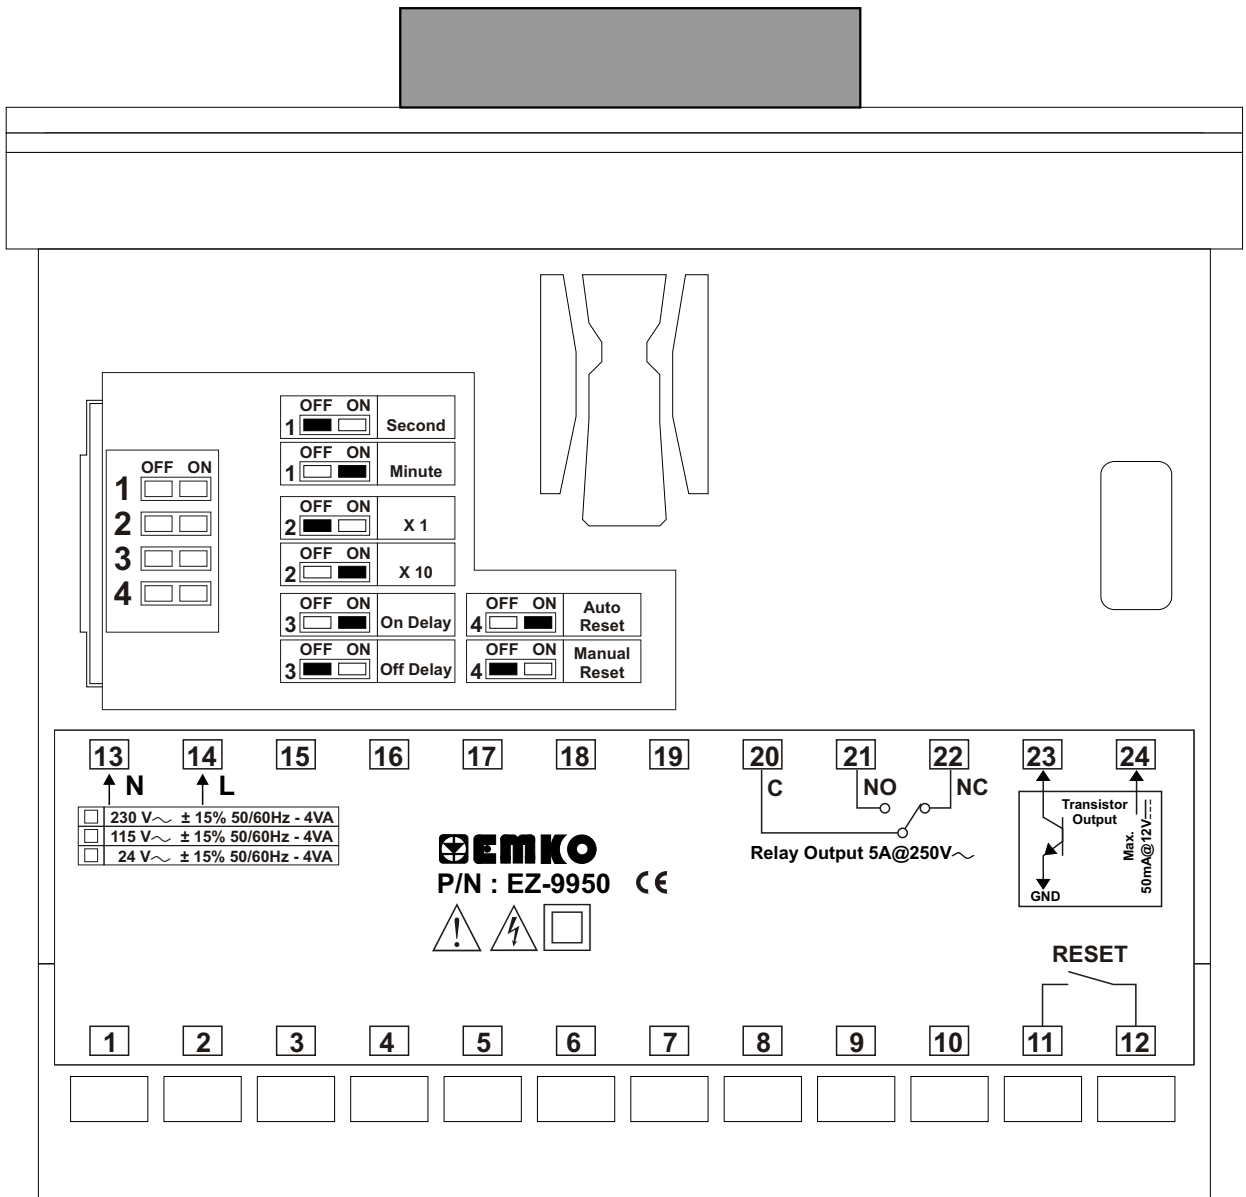 OFF ON
1
2
3
4
OFF ON
1 Second
OFF ON
1 Minute
OFF ON
2 X 1
OFF ON
2 X 10
OFF ON
3 On Delay
OFF ON
3 Off Delay
OFF ON
4 Auto
Reset
OFF ON
4 Manual
Reset
13 14 15 16 17 18 19 20 21 22 23 24
N L
C NO NC
230 V～ ± 15% 50/60Hz - 4VA
115 V～ ± 15% 50/60Hz - 4VA
24 V～ ± 15% 50/60Hz - 4VA
EMKO
P/N : EZ-9950 CE
Relay Output 5A@250V～
Transistor
Output
Max.
50mA@12V⎓
GND
RESET
1 2 3 4 5 6 7 8 9 10 11 12